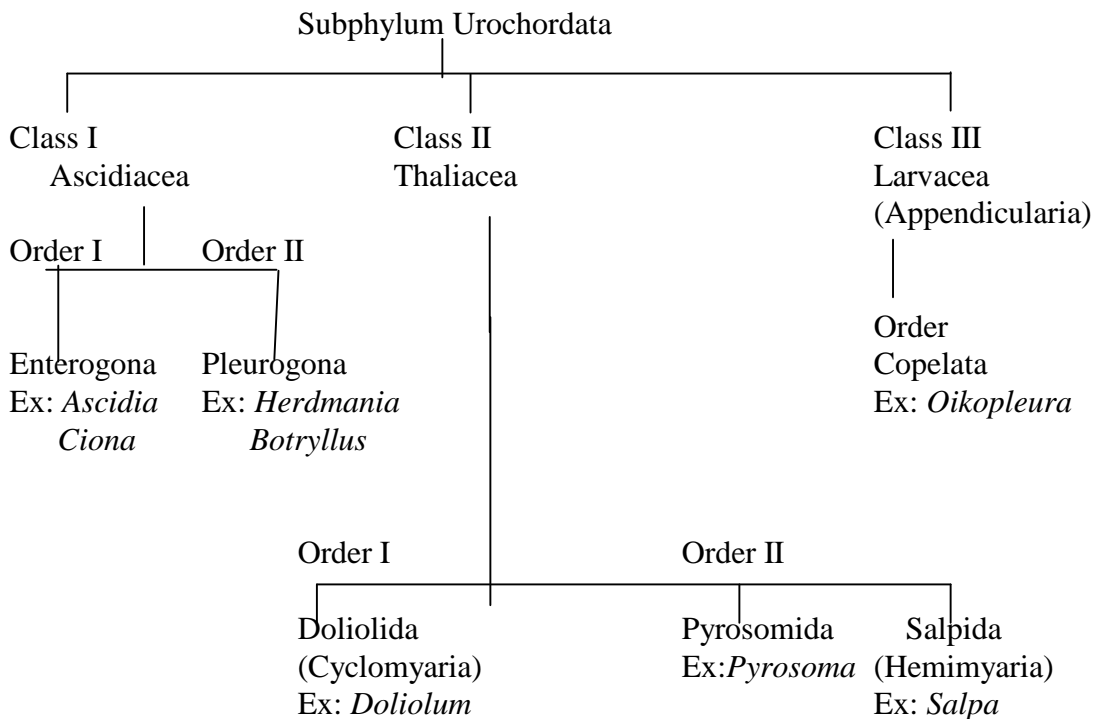 Subphylum Urochordata
Class I
Ascidiacea
Class II
Thaliacea
Class III
Larvacea
(Appendicularia)
Order I
Order II
Enterogona
Ex: Ascidia
Ciona
Pleurogona
Ex: Herdmania
Botryllus
Order
Copelata
Ex: Oikopleura
Order I
Order II
Doliolida
(Cyclomyaria)
Ex: Doliolum
Pyrosomida
Ex:Pyrosoma
Salpida
(Hemimyaria)
Ex: Salpa